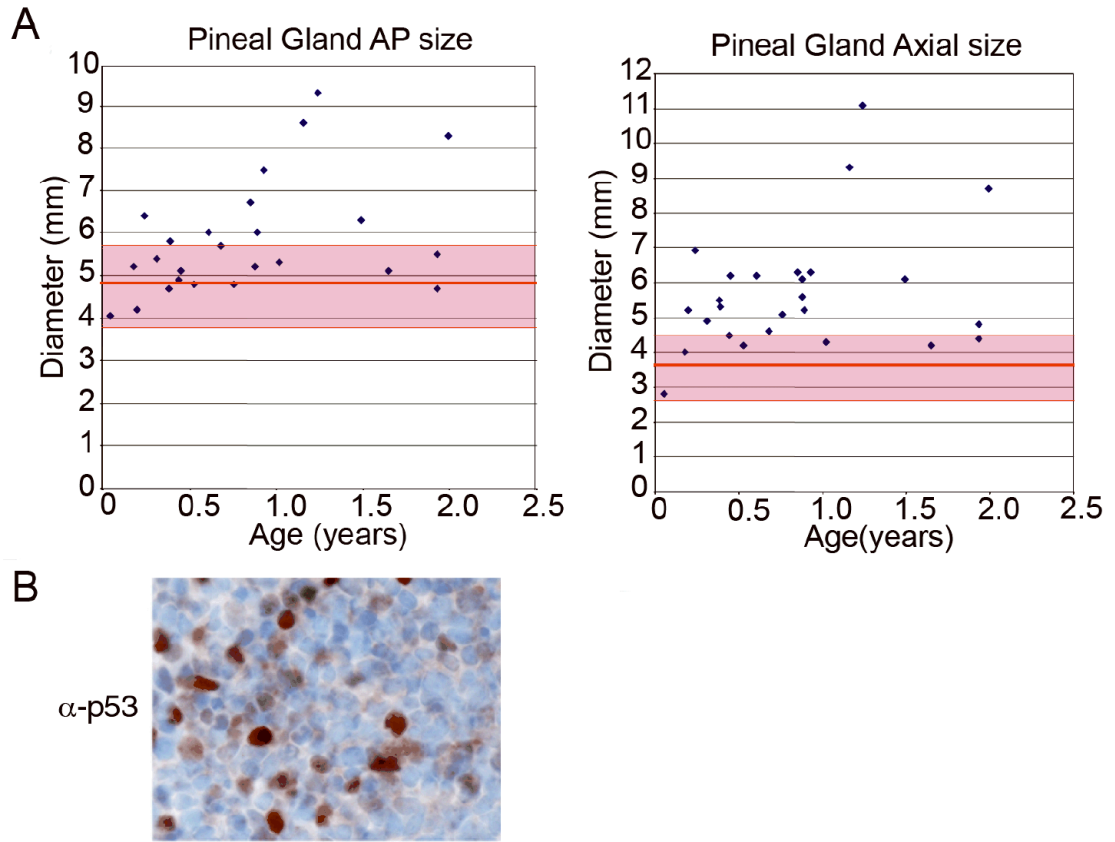 A
Pineal Gland AP size
10
9
8
7
6
5
4
3
2
1
0
Diameter (mm)
0 0.5 1.0 1.5 2.0 2.5
Age (years)
Pineal Gland Axial size
12
11
10
9
8
7
6
5
4
3
2
1
0
Diameter (mm)
0 0.5 1.0 1.5 2.0 2.5
Age(years)
B
α-p53